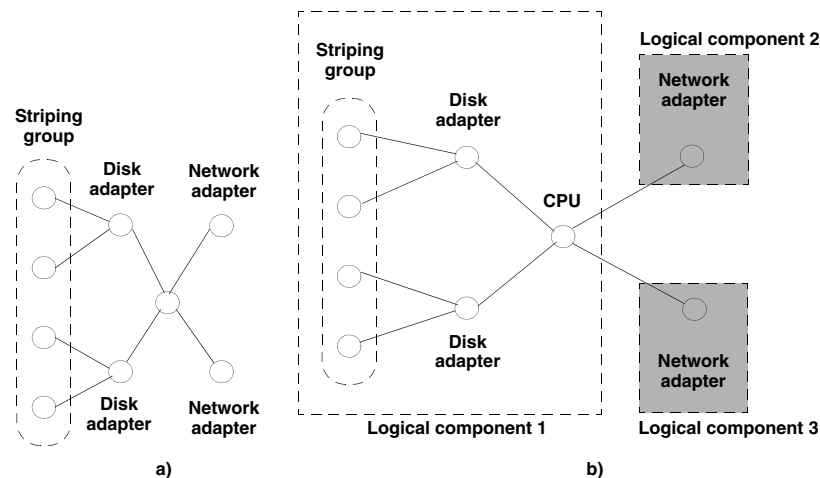 Striping
group
Disk
adapter
Network
adapter
Disk
adapter
Network
adapter
a)
Striping
group
Disk
adapter
CPU
Disk
adapter
Logical component 1
Logical component 2
Network
adapter
Network
adapter
Logical component 3
b)